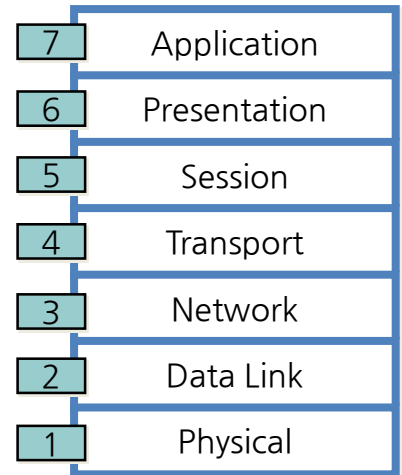 7 Application
6 Presentation
5 Session
4 Transport
3 Network
2 Data Link
1 Physical